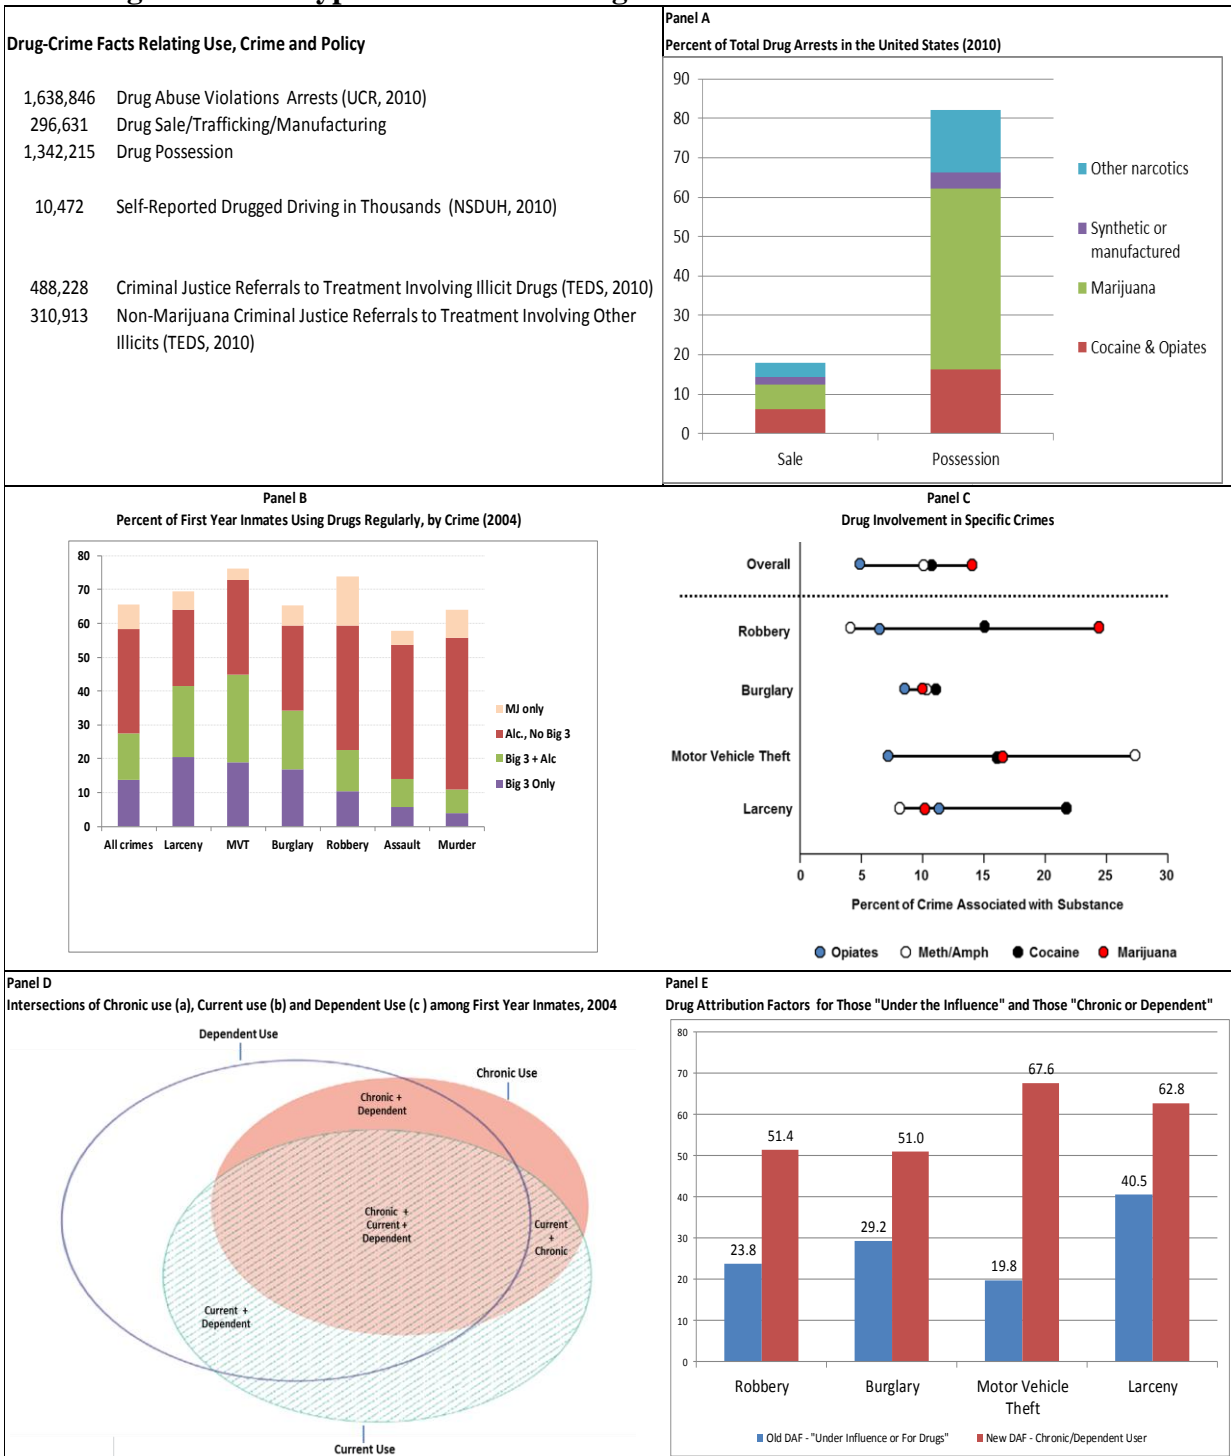 Panel A
Drug-Crime Facts Relating Use, Crime and Policy
Percent of Total Drug Arrests in the United States (2010)
1,638,846 Drug Abuse Violations Arrests (UCR, 2010)
296,631 Drug Sale/Trafficking/Manufacturing
1,342,215 Drug Possession
10,472 Self-Reported Drugged Driving in Thousands (NSDUH, 2010)
488,228 Criminal Justice Referrals to Treatment Involving Illicit Drugs (TEDS, 2010)
310,913 Non-Marijuana Criminal Justice Referrals to Treatment Involving Other
Illicits (TEDS, 2010)
90
80
70
60
50
40
30
20
10
0
Sale Possession
Other narcotics
Synthetic or
manufactured
Marijuana
Cocaine & Opiates
Panel B
Percent of First Year Inmates Using Drugs Regularly, by Crime (2004)
80
70
60
50
40
30
20
10
0
All crimes Larceny MVT Burglary Robbery Assault Murder
MJ only
Alc., No Big 3
Big 3 + Alc
Big 3 Only
Panel C
Drug Involvement in Specific Crimes
Overall
Robbery
Burglary
Motor Vehicle Theft
Larceny
0 5 10 15 20 25 30
Percent of Crime Associated with Substance
Opiates Meth/Amph Cocaine Marijuana
Panel D
Intersections of Chronic use (a), Current use (b) and Dependent Use (c ) among First Year Inmates, 2004
Dependent Use
Chronic Use
Chronic +
Dependent
Chronic +
Current +
Dependent
Current
+
Chronic
Current +
Dependent
Current Use
Panel E
Drug Attribution Factors for Those "Under the Influence" and Those "Chronic or Dependent"
80
70
60
50
40
30
20
10
0
23.8
51.4
29.2
51.0
19.8
67.6
40.5
62.8
Robbery Burglary Motor Vehicle Larceny
Theft
Old DAF - "Under Influence or For Drugs" New DAF - Chronic/Dependent User